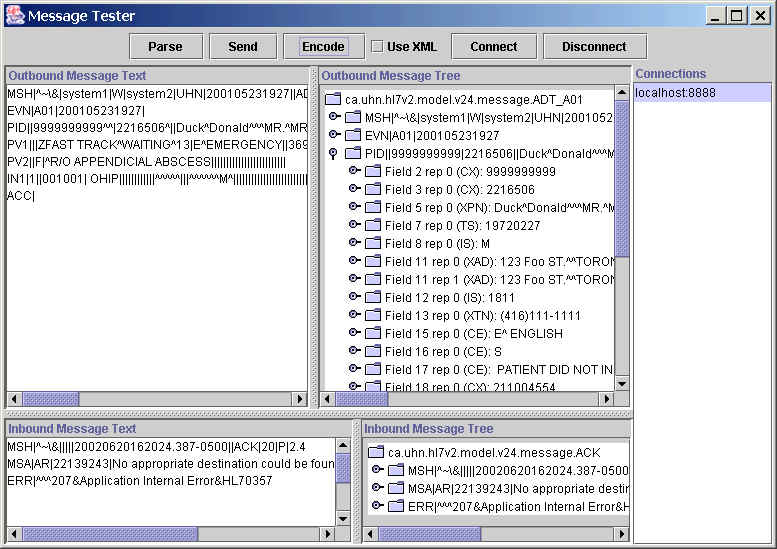 Message Tester
Parse
Send
Encode
Use XML
Connect
Disconnect
Outbound Message Text
MSH|^~\&|system1|W|system2|UHN|200105231927||AD
EVN|A01|200105231927|
PID||9999999999^^|2216506^||Duck^Donald^^^MR.^MR
PV1|||ZFAST TRACK^WAITING^13|E^EMERGENCY||369
PV2||F|^R/O APPENDICIAL ABSCESS|||||||||||||||||||||||
ACC|
Outbound Message Tree
ca.uhn.hl7v2.model.v24.message.ADT_A01
MSH|^~\&|system1|W|system2|UHN|2001052
EVN|A01|200105231927
PID||9999999999|2216506||Duck^Donald^^^M
Field 2 rep 0 (CX): 9999999999
Field 3 rep 0 (CX): 2216506
Field 5 rep 0 (XPN): Duck^Donald^^^MR.^M
Field 7 rep 0 (TS): 19720227
Field 8 rep 0 (IS): M
Field 11 rep 0 (XAD): 123 Foo ST.^^TORON
Field 11 rep 1 (XAD): 123 Foo ST.^^TORON
Field 12 rep 0 (IS): 1811
Field 13 rep 0 (XTN): (416)111-1111
Field 15 rep 0 (CE): E^ ENGLISH
Field 16 rep 0 (CE): S
Field 17 rep 0 (CE): PATIENT DID NOT IN
Field 18 rep 0 (CX): 211004554
Connections
localhost:8888
Inbound Message Text
MSH|^~\&|||||20020620162024.387-0500||ACK|20|P|2.4
MSA|AR|22139243|No appropriate destination could be foun
ERR|^^^207&Application Internal Error&HL70357
Inbound Message Tree
ca.uhn.hl7v2.model.v24.message.ACK
MSH|^~\&|||||20020620162024.387-0500
MSA|AR|22139243|No appropriate destin
ERR|^^^207&Application Internal Error&H